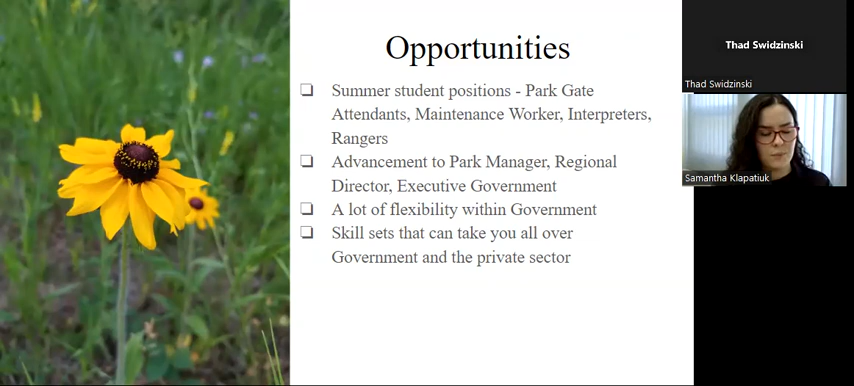 Opportunities
❑ Summer student positions - Park Gate
Attendants, Maintenance Worker, Interpreters,
Rangers
❑ Advancement to Park Manager, Regional
Director, Executive Government
❑ A lot of flexibility within Government
❑ Skill sets that can take you all over
Government and the private sector
Thad Swidzinski
Thad Swidzinski
Samantha Klapatiuk